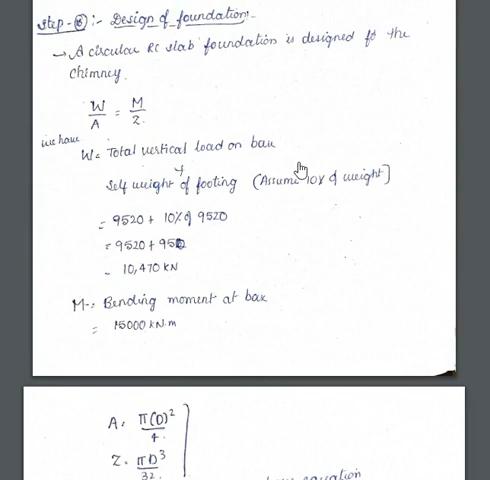 Step-⑧:- Design of foundation:-
→ A circular RC slab foundation is designed for the
chimney.
W/A = M/Z.
we have
W = Total vertical load on base
+
Self weight of footing (Assume 10% of weight]
= 9520 + 10% of 9520
= 9520 + 950
= 10,470 KN
M = Bending moment at base
= 15000 kN.m
A = π(D)²/4
Z = πD³/32
equation